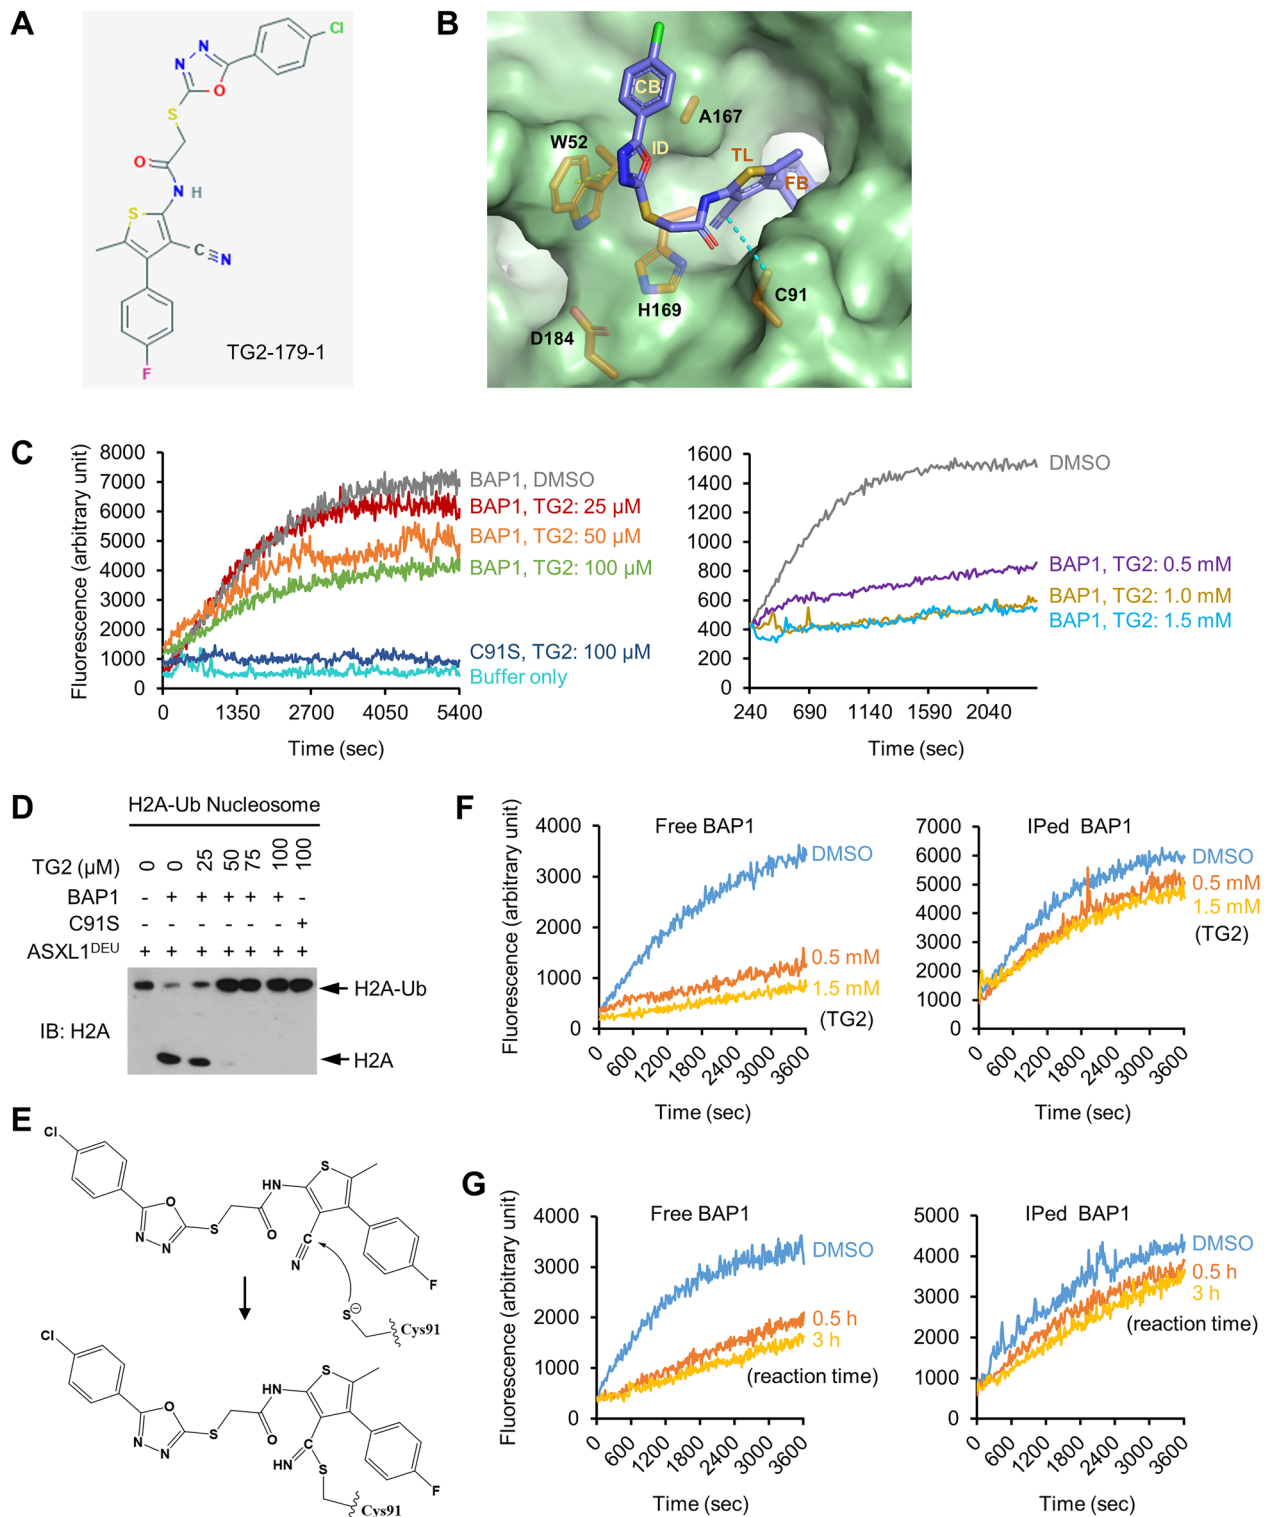 A
N
N
O
Cl
S
O
N
H
S
C
N
F
TG2-179-1
B
CB
A167
W52
ID
TL
FB
C91
H169
D184
C
Fluorescence (arbitrary unit)
8000
7000
6000
5000
4000
3000
2000
1000
0
0 1350 2700 4050 5400
Time (sec)
BAP1, DMSO
BAP1, TG2: 25 µM
BAP1, TG2: 50 µM
BAP1, TG2: 100 µM
C91S, TG2: 100 µM
Buffer only
1600
1400
1200
1000
800
600
400
200
0
240 690 1140 1590 2040
Time (sec)
DMSO
BAP1, TG2: 0.5 mM
BAP1, TG2: 1.0 mM
BAP1, TG2: 1.5 mM
D
H2A-Ub Nucleosome
TG2 (µM) 0 0 25 50 75 100 100
BAP1 - + + + + + -
C91S +
ASXL1DEU + + + + + + +
IB: H2A
H2A-Ub
H2A
E
Cl
O
N
N
S
O
HN
S
C
N
F
S
⊖
Cys91
Cl
O
N
N
S
O
HN
S
C
HN
S
F
Cys91
F
Fluorescence (arbitrary unit)
Free BAP1
4000
3000
2000
1000
0
0 600 1200 1800 2400 3000 3600
Time (sec)
DMSO
0.5 mM
1.5 mM
(TG2)
IPed BAP1
7000
6000
5000
4000
3000
2000
1000
0
0 600 1200 1800 2400 3000 3600
Time (sec)
DMSO
0.5 mM
1.5 mM
(TG2)
G
Fluorescence (arbitrary unit)
Free BAP1
4000
3000
2000
1000
0
0 600 1200 1800 2400 3000 3600
Time (sec)
DMSO
0.5 h
3 h
(reaction time)
IPed BAP1
5000
4000
3000
2000
1000
0
0 600 1200 1800 2400 3000 3600
Time (sec)
DMSO
0.5 h
3 h
(reaction time)